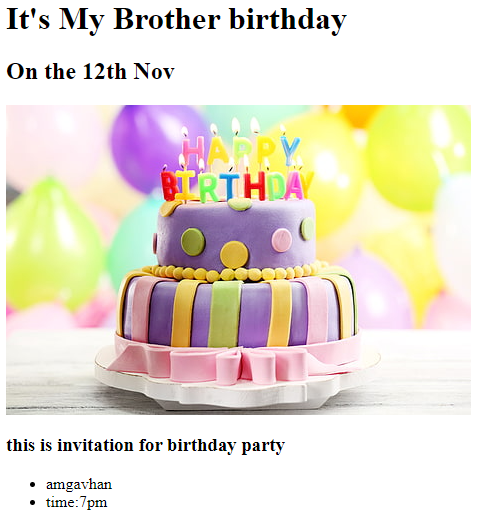 It's My Brother birthday
On the 12th Nov
HAPPY
BIRTHDAY
this is invitation for birthday party
amgavhan
time:7pm